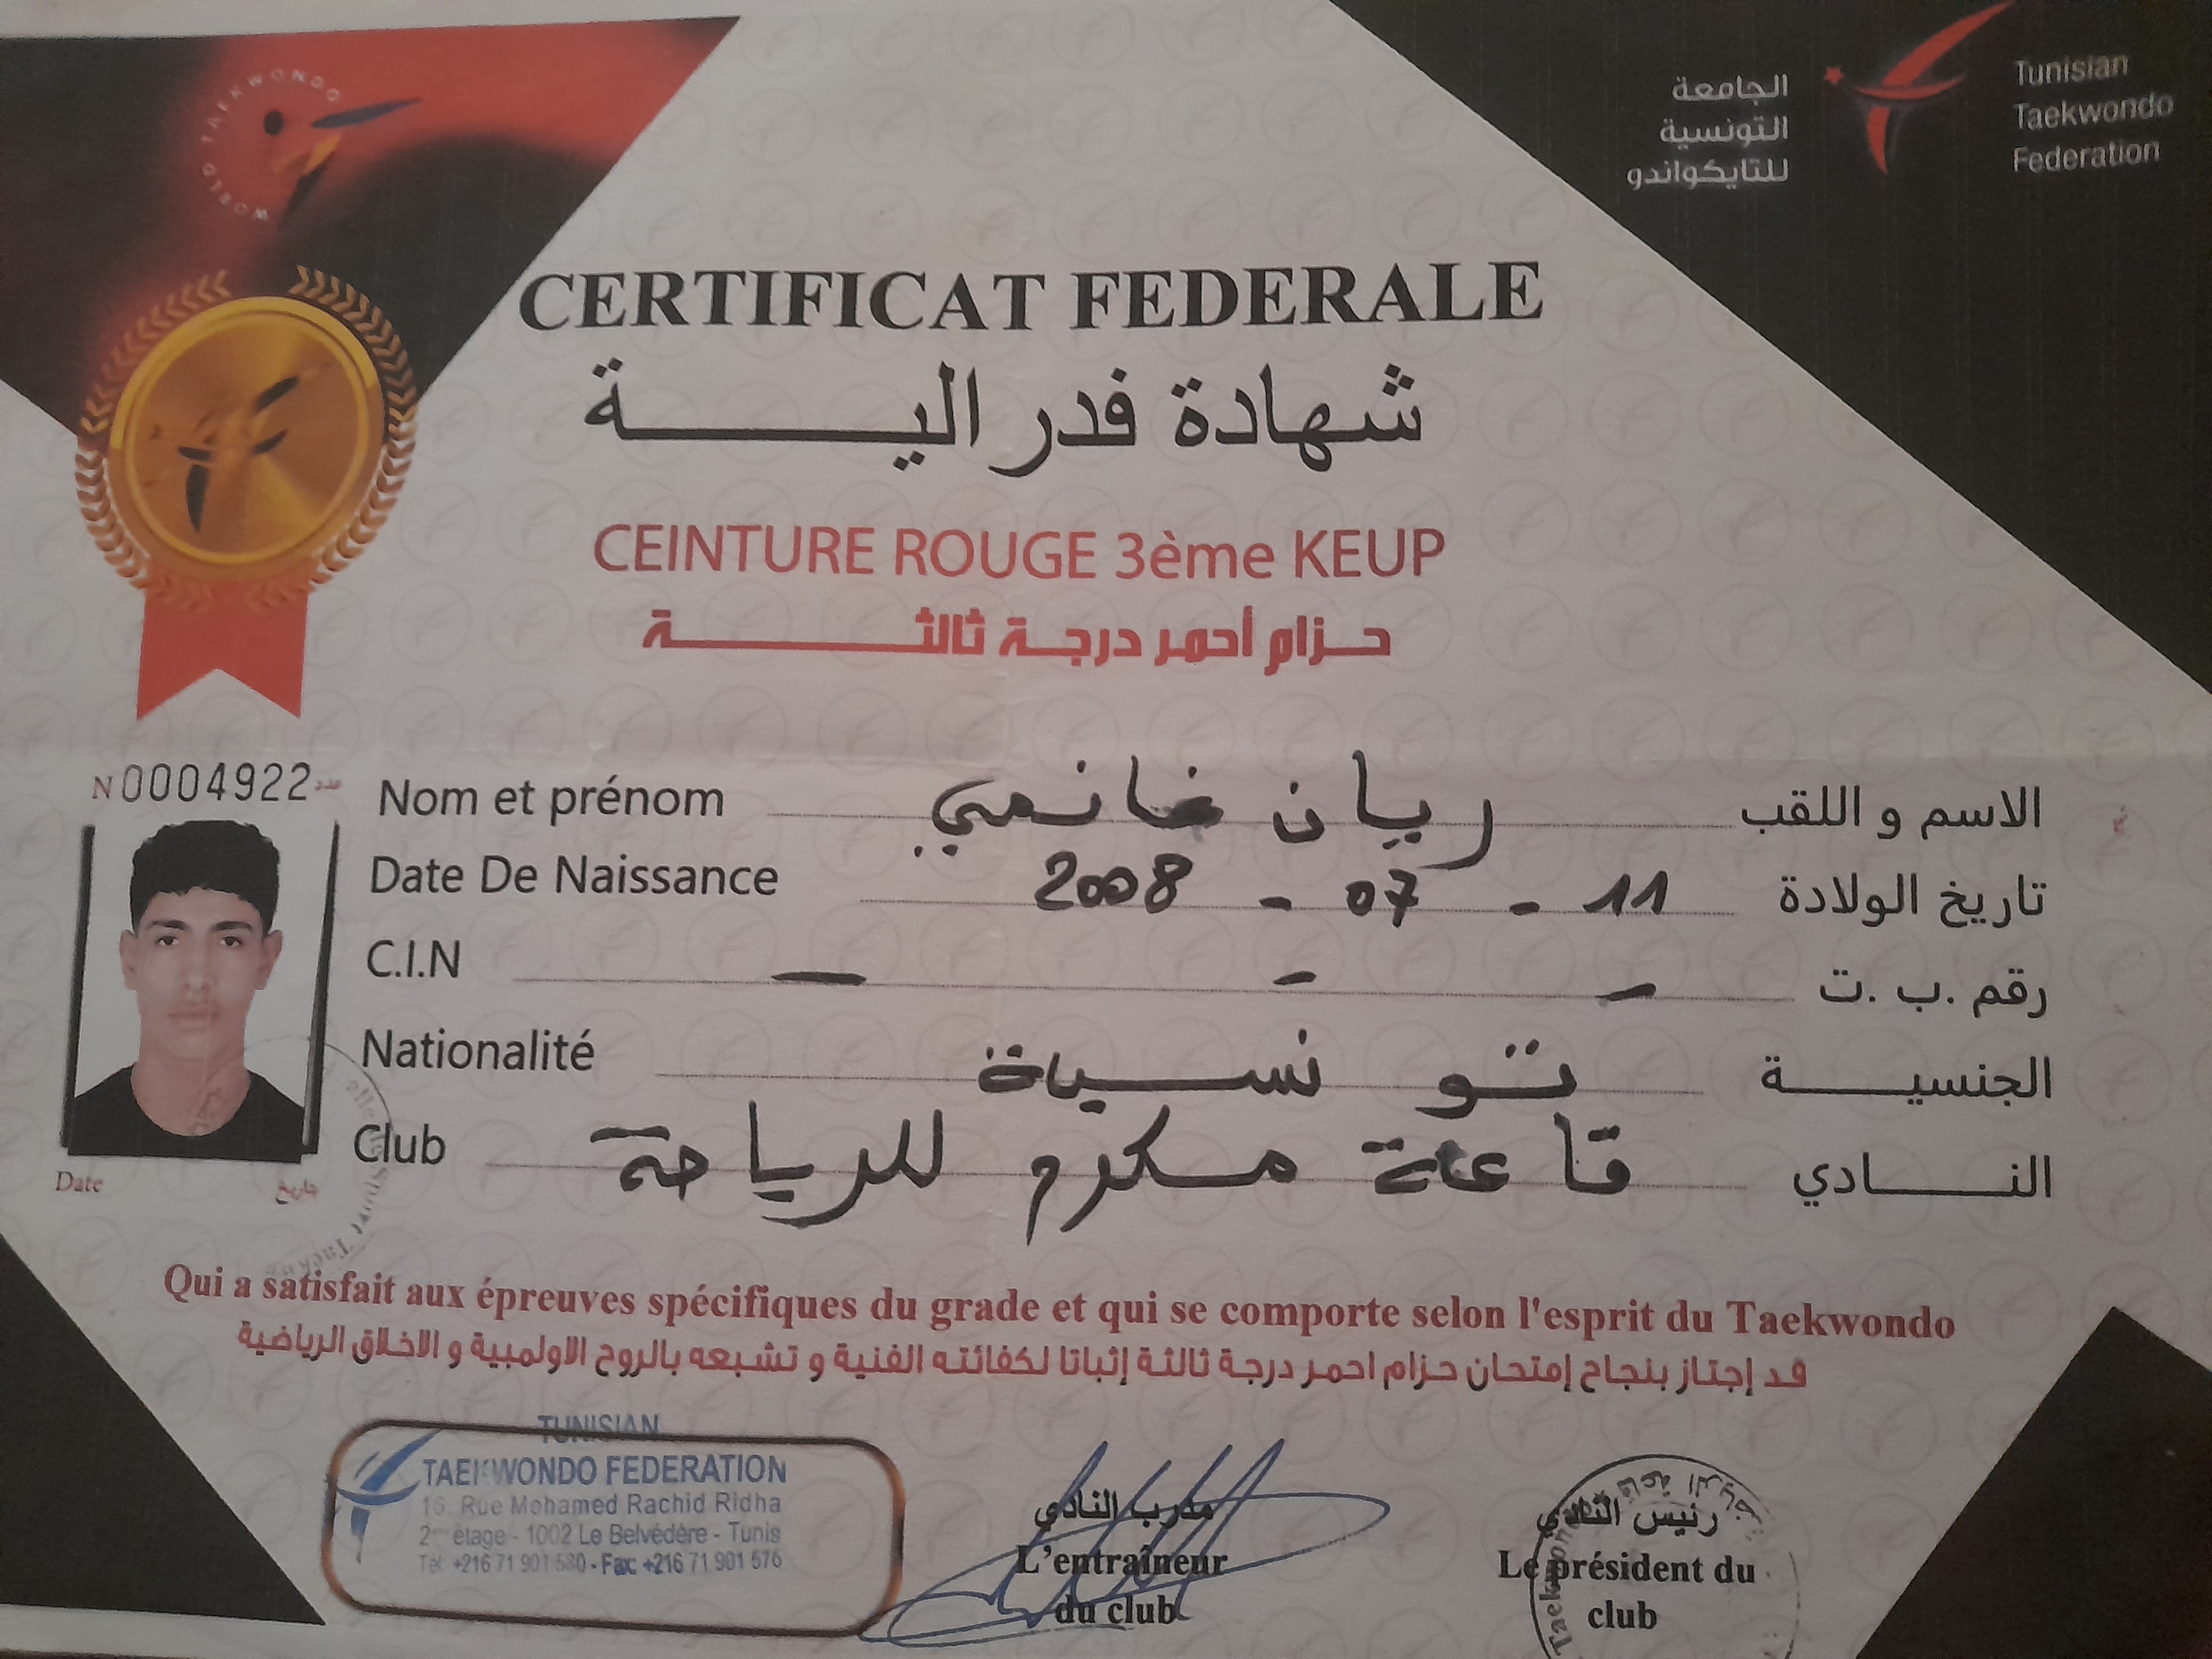 WORLD TAEKWONDO
الجامعة
التونسية
للتايكواندو
Tunisian
Taekwondo
Federation
CERTIFICAT FEDERALE
شهادة فدرالية
CEINTURE ROUGE 3ème KEUP
حزام أحمر درجة ثالثة
N 0004922 عدد
Nom et prénom ريان غانمي الاسم و اللقب
Date De Naissance 2008 - 07 - 11 تاريخ الولادة
C.I.N — - - رقم .ب .ت
Nationalité تونسية الجنسية
Club قاعة مكرم للرياضة النادي
Date تاريخ
Qui a satisfait aux épreuves spécifiques du grade et qui se comporte selon l'esprit du Taekwondo
قد إجتاز بنجاح إمتحان حزام احمر درجة ثالثة إثباتا لكفائته الفنية و تشبعه بالروح الاولمبية و الاخلاق الرياضية
TUNISIAN
TAEKWONDO FEDERATION
16, Rue Mohamed Rachid Ridha
2ème étage - 1002 Le Belvédère - Tunis
Tél: +216 71 901 580 - Fax: +216 71 901 576
مدرب النادي
L'entraîneur
du club
رئيس النادي
Le président du
club
Taekwondo